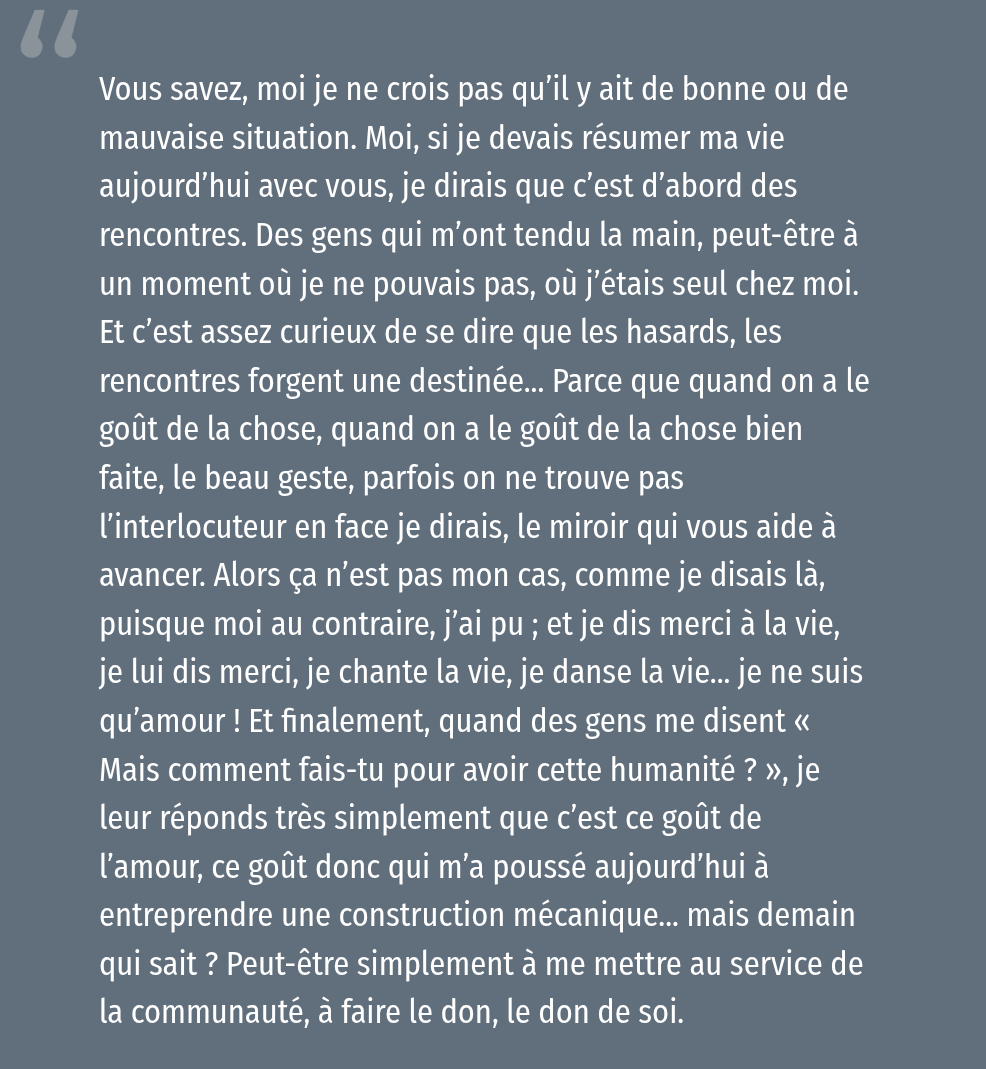 “
Vous savez, moi je ne crois pas qu’il y ait de bonne ou de
mauvaise situation. Moi, si je devais résumer ma vie
aujourd’hui avec vous, je dirais que c’est d’abord des
rencontres. Des gens qui m’ont tendu la main, peut-être à
un moment où je ne pouvais pas, où j’étais seul chez moi.
Et c’est assez curieux de se dire que les hasards, les
rencontres forgent une destinée... Parce que quand on a le
goût de la chose, quand on a le goût de la chose bien
faite, le beau geste, parfois on ne trouve pas
l’interlocuteur en face je dirais, le miroir qui vous aide à
avancer. Alors ça n’est pas mon cas, comme je disais là,
puisque moi au contraire, j’ai pu ; et je dis merci à la vie,
je lui dis merci, je chante la vie, je danse la vie... je ne suis
qu’amour ! Et finalement, quand des gens me disent «
Mais comment fais-tu pour avoir cette humanité ? », je
leur réponds très simplement que c’est ce goût de
l’amour, ce goût donc qui m’a poussé aujourd’hui à
entreprendre une construction mécanique... mais demain
qui sait ? Peut-être simplement à me mettre au service de
la communauté, à faire le don, le don de soi.